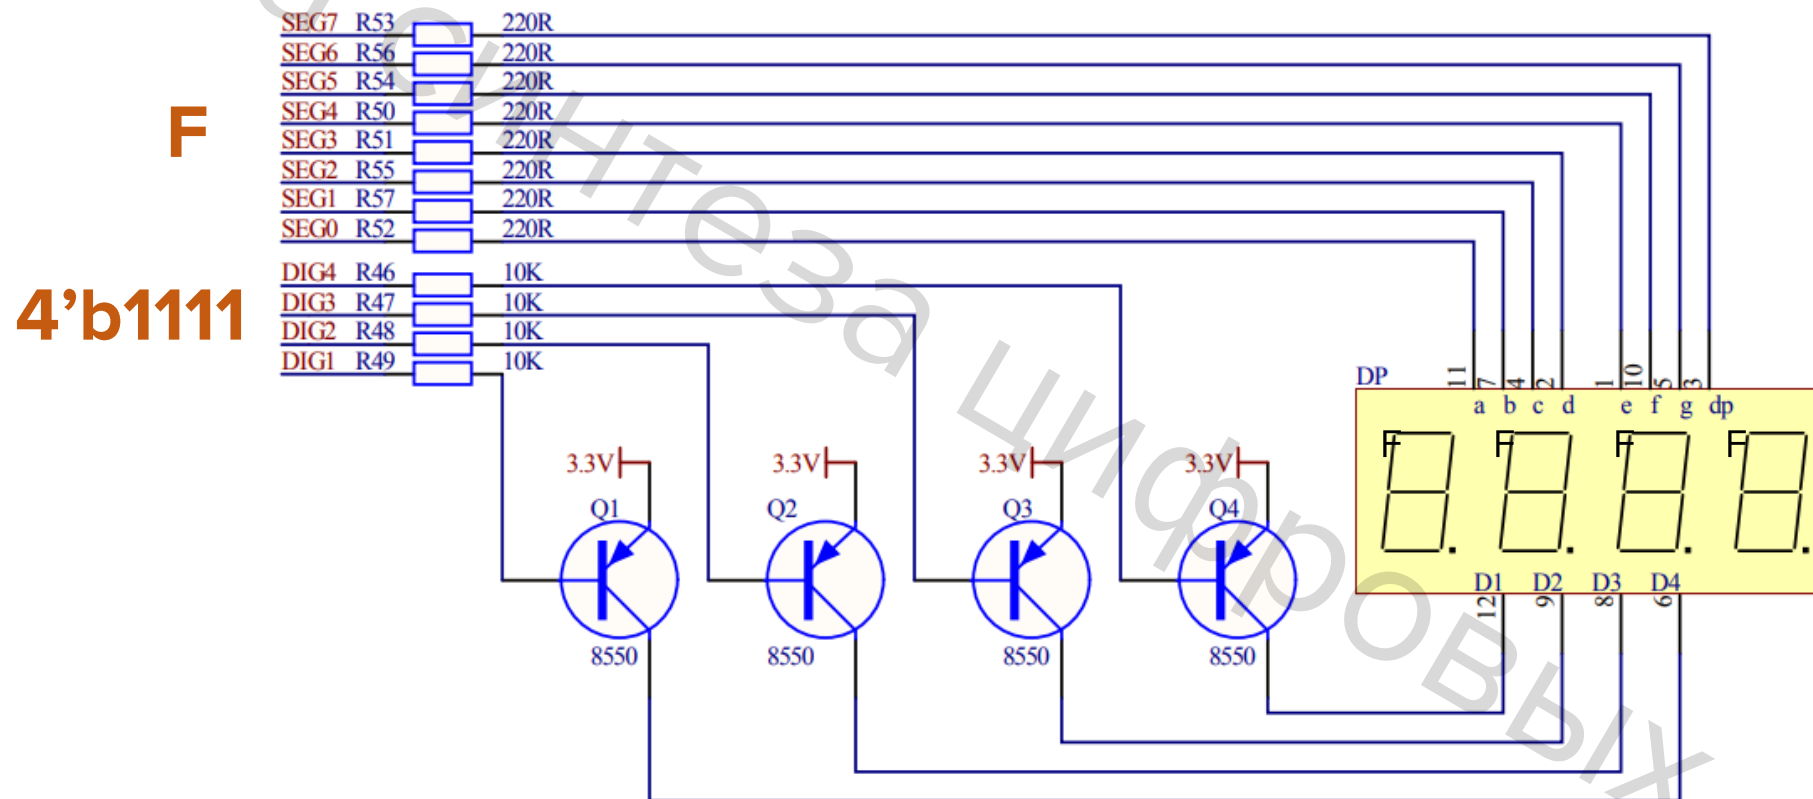 SEG7 R53 220R
SEG6 R56 220R
SEG5 R54 220R
SEG4 R50 220R
F
SEG3 R51 220R
SEG2 R55 220R
SEG1 R57 220R
SEG0 R52 220R
DIG4 R46 10K
DIG3 R47 10K
4’b1111
DIG2 R48 10K
DIG1 R49 10K
DP
11 7 4 2 1 10 5 3
a b c d e f g dp
F F F F
3.3V 3.3V 3.3V 3.3V
Q1 Q2 Q3 Q4
D1 D2 D3 D4
12 9 8 6
8550 8550 8550 8550
синтеза цифровых